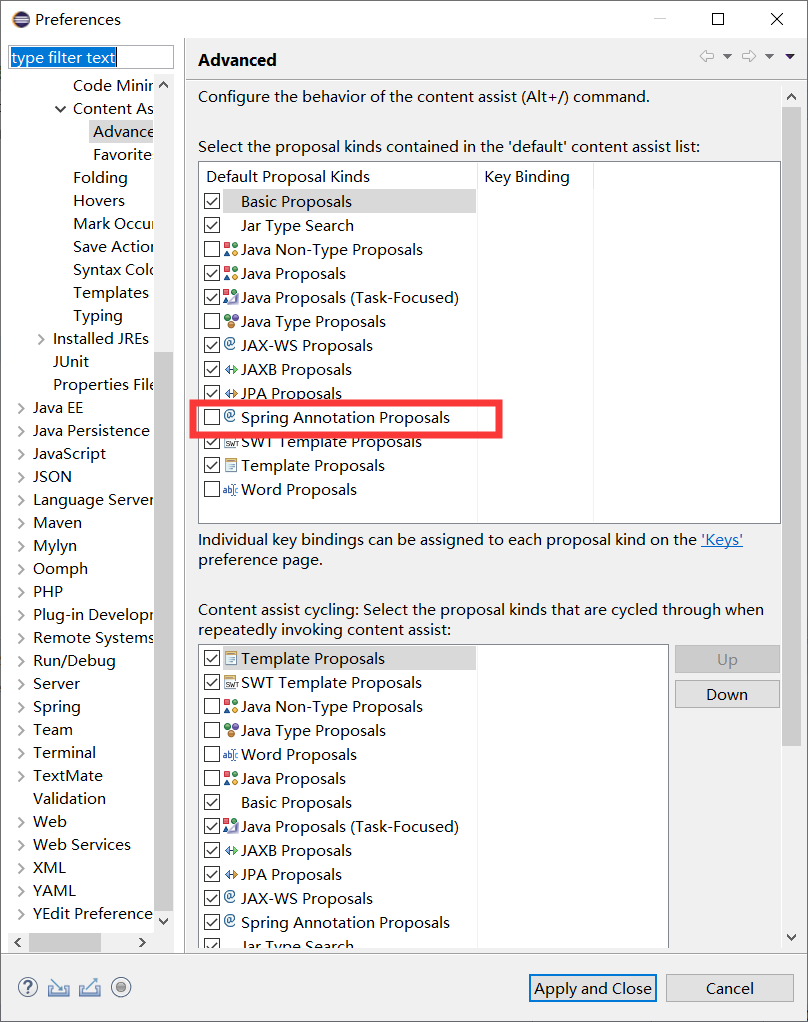 Preferences
type filter text
Code Minin
Content As
Advance
Favorite
Folding
Hovers
Mark Occur
Save Action
Syntax Colo
Templates
Typing
Installed JREs
JUnit
Properties File
Java EE
Java Persistence
JavaScript
JSON
Language Server
Maven
Mylyn
Oomph
PHP
Plug-in Developn
Remote Systems
Run/Debug
Server
Spring
Team
Terminal
TextMate
Validation
Web
Web Services
XML
YAML
YEdit Preference
Advanced
Configure the behavior of the content assist (Alt+/) command.
Select the proposal kinds contained in the 'default' content assist list:
Default Proposal Kinds Key Binding
Basic Proposals
Jar Type Search
Java Non-Type Proposals
Java Proposals
Java Proposals (Task-Focused)
Java Type Proposals
JAX-WS Proposals
JAXB Proposals
JPA Proposals
Spring Annotation Proposals
SWT Template Proposals
Template Proposals
Word Proposals
Individual key bindings can be assigned to each proposal kind on the 'Keys'
preference page.
Content assist cycling: Select the proposal kinds that are cycled through when
repeatedly invoking content assist:
Template Proposals
SWT Template Proposals
Java Non-Type Proposals
Java Type Proposals
Word Proposals
Java Proposals
Basic Proposals
Java Proposals (Task-Focused)
JAXB Proposals
JPA Proposals
JAX-WS Proposals
Spring Annotation Proposals
Jar Type Search
Up
Down
Apply and Close
Cancel